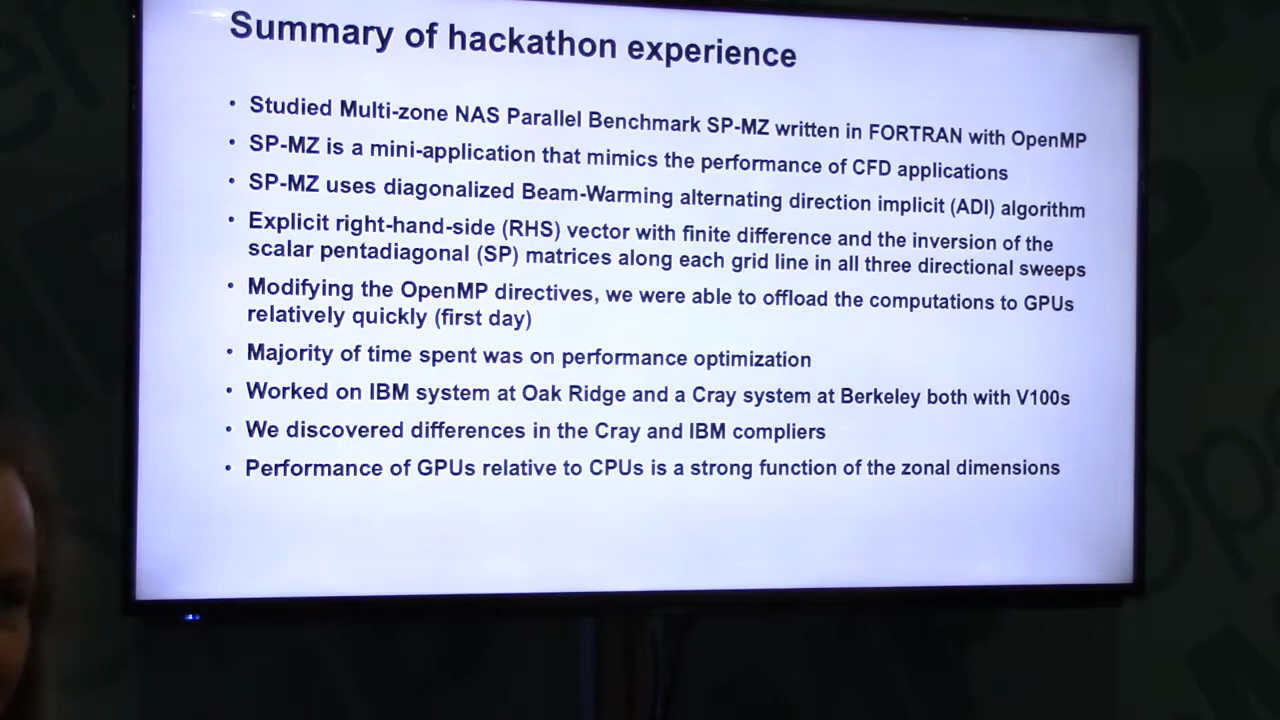 Summary of hackathon experience
• Studied Multi-zone NAS Parallel Benchmark SP-MZ written in FORTRAN with OpenMP
• SP-MZ is a mini-application that mimics the performance of CFD applications
• SP-MZ uses diagonalized Beam-Warming alternating direction implicit (ADI) algorithm
• Explicit right-hand-side (RHS) vector with finite difference and the inversion of the
scalar pentadiagonal (SP) matrices along each grid line in all three directional sweeps
• Modifying the OpenMP directives, we were able to offload the computations to GPUs
relatively quickly (first day)
• Majority of time spent was on performance optimization
• Worked on IBM system at Oak Ridge and a Cray system at Berkeley both with V100s
• We discovered differences in the Cray and IBM compliers
• Performance of GPUs relative to CPUs is a strong function of the zonal dimensions